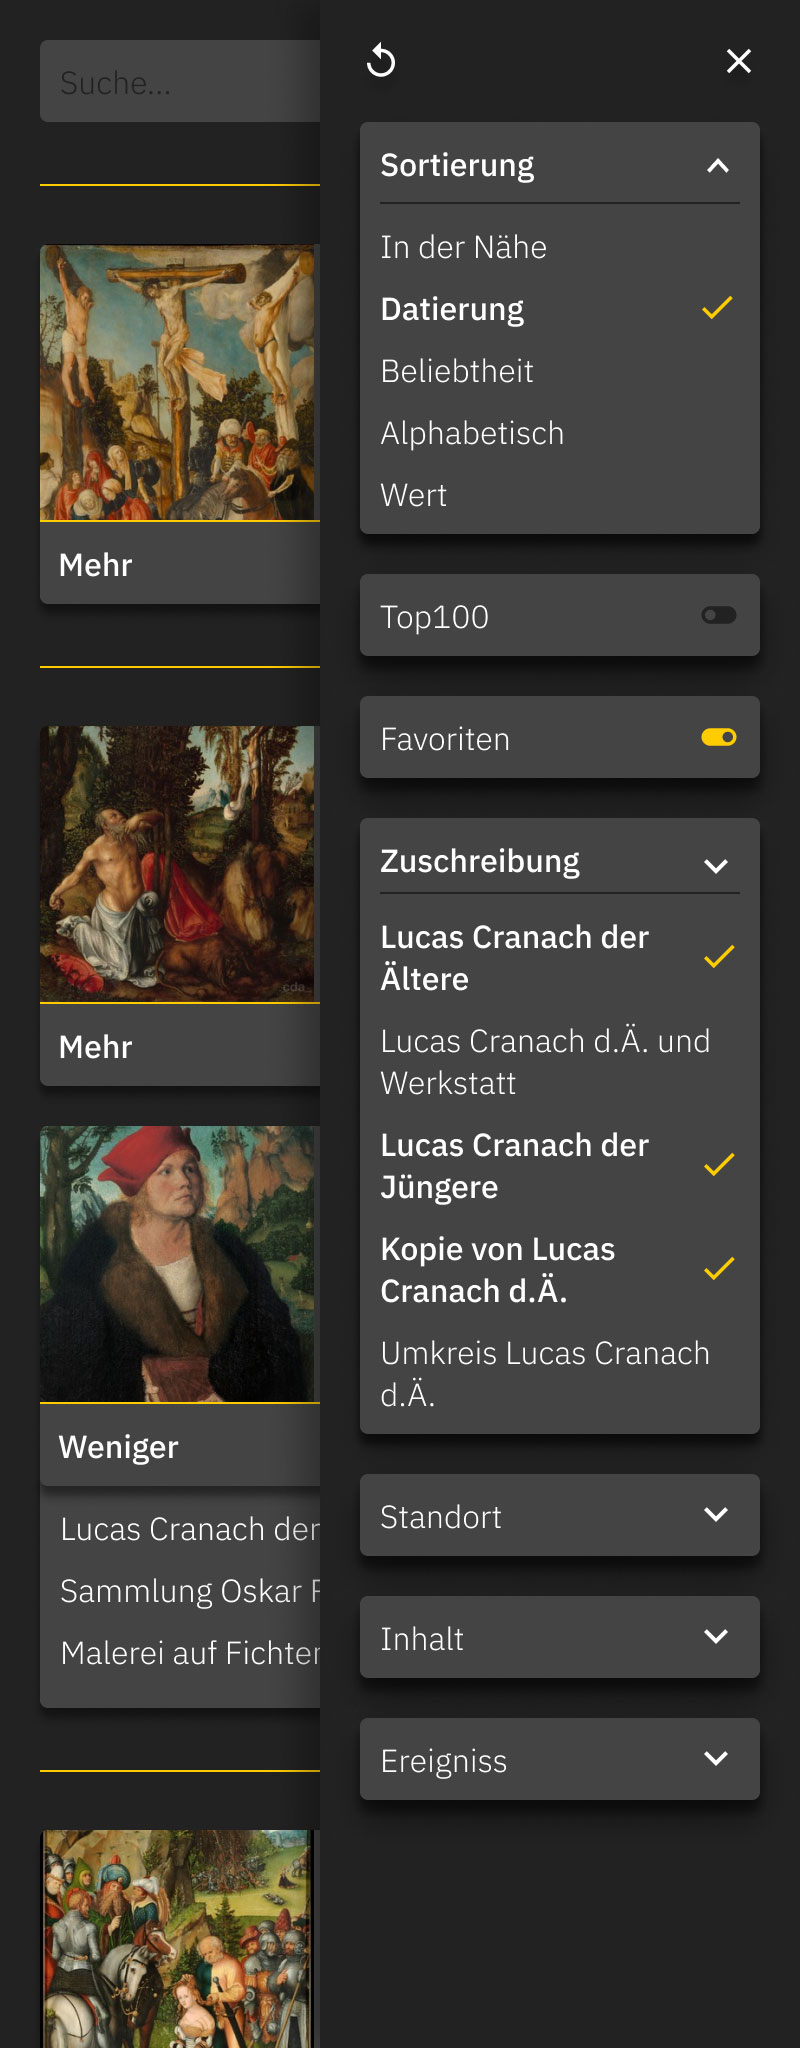 Suche...
Mehr
Mehr
cda_
Weniger
Lucas Cranach der
Sammlung Oskar
Malerei auf Fichten
Sortierung
In der Nähe
Datierung
Beliebtheit
Alphabetisch
Wert
Top100
Favoriten
Zuschreibung
Lucas Cranach der
Ältere
Lucas Cranach d.Ä. und
Werkstatt
Lucas Cranach der
Jüngere
Kopie von Lucas
Cranach d.Ä.
Umkreis Lucas Cranach
d.Ä.
Standort
Inhalt
Ereigniss